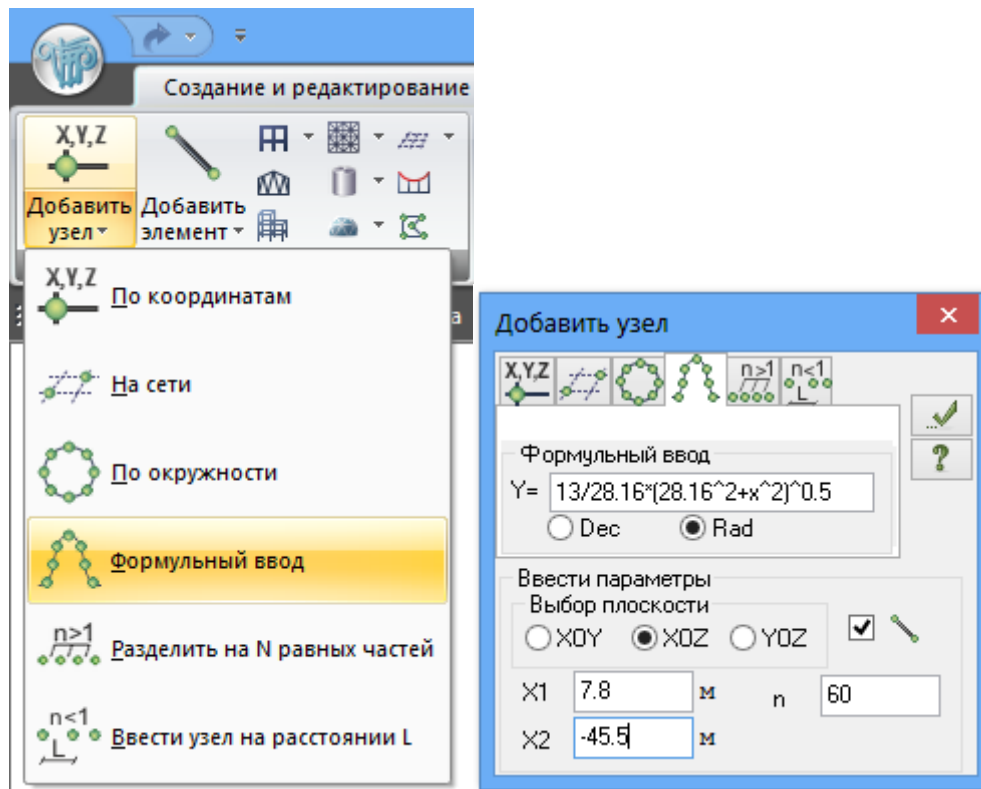 Создание и редактирование
X,Y,Z
Добавить узел
Добавить элемент
X,Y,Z
По координатам
На сети
По окружности
Формульный ввод
n>1
Разделить на N равных частей
n<1
L
Ввести узел на расстоянии L
а
Добавить узел
X,Y,Z
n>1
n<1
L
Формульный ввод
Y= 13/28.16*(28.16^2+x^2)^0.5
Dec Rad
Ввести параметры
Выбор плоскости
X0Y X0Z Y0Z
X1 7.8 м n 60
X2 -45.5 м